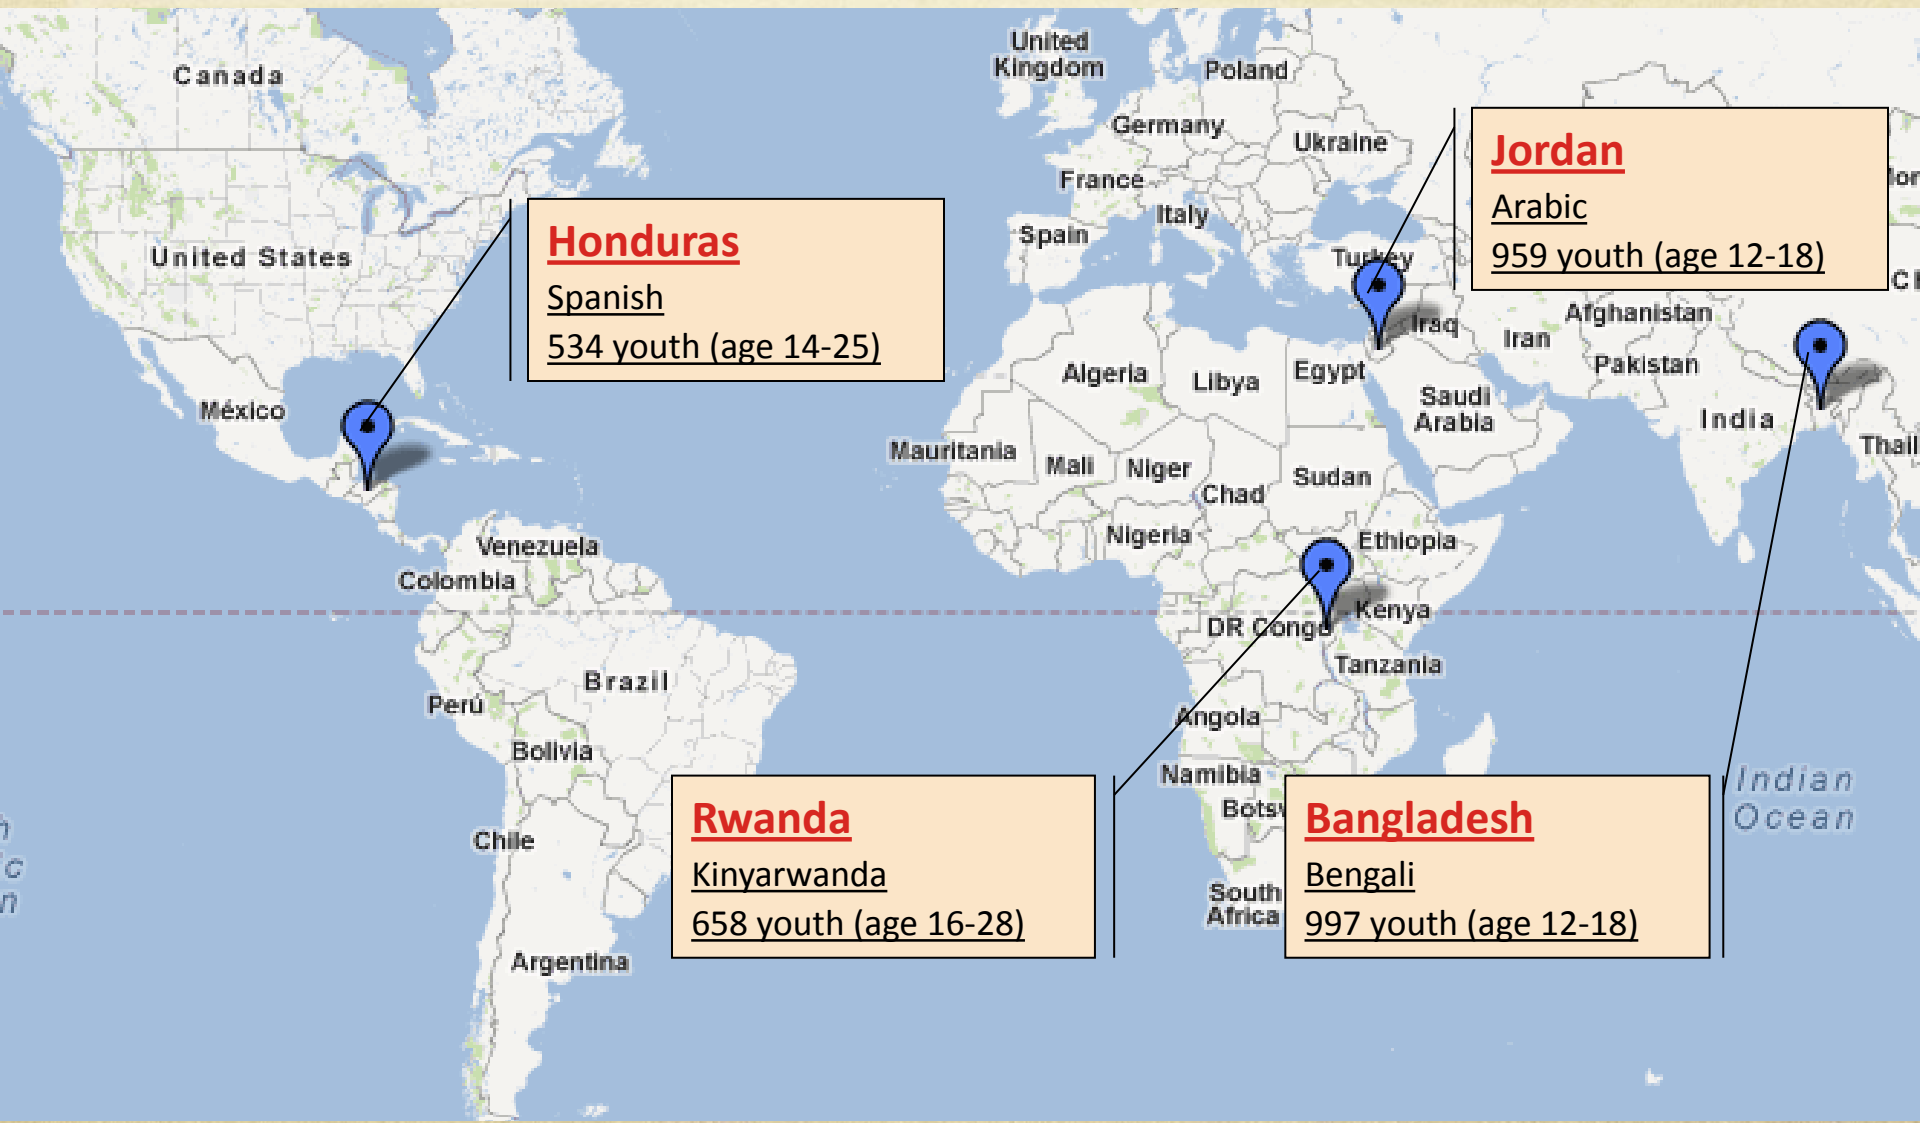 Canada
United States
México
Honduras
Spanish
534 youth (age 14-25)
Venezuela
Colombia
Brazil
Perú
Bolivia
Chile
Argentina
United
Kingdom
Poland
Germany
Ukraine
France
Italy
Spain
Turkey
Jordan
Arabic
959 youth (age 12-18)
Iraq
Iran
Afghanistan
Pakistan
India
Algeria
Libya
Egypt
Saudi
Arabia
Mauritania
Mali
Niger
Chad
Sudan
Nigeria
Ethiopia
Kenya
DR Congo
Tanzania
Angola
Namibia
Rwanda
Kinyarwanda
658 youth (age 16-28)
South
Africa
Bangladesh
Bengali
997 youth (age 12-18)
Indian
Ocean